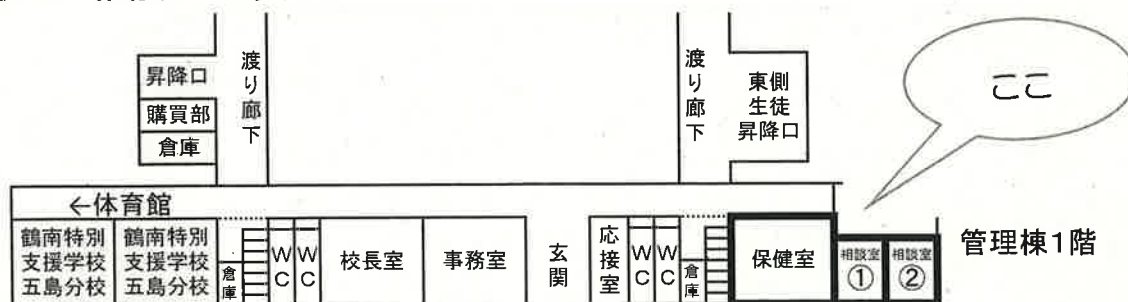 昇降口
購買部
倉庫
渡り廊下
渡り廊下
東側
生徒
昇降口
ここ
←体育館
鶴南特別
支援学校
五島分校
鶴南特別
支援学校
五島分校
倉庫
WC
WC
校長室
事務室
玄関
応接室
WC
WC
倉庫
保健室
相談室
①
相談室
②
管理棟1階